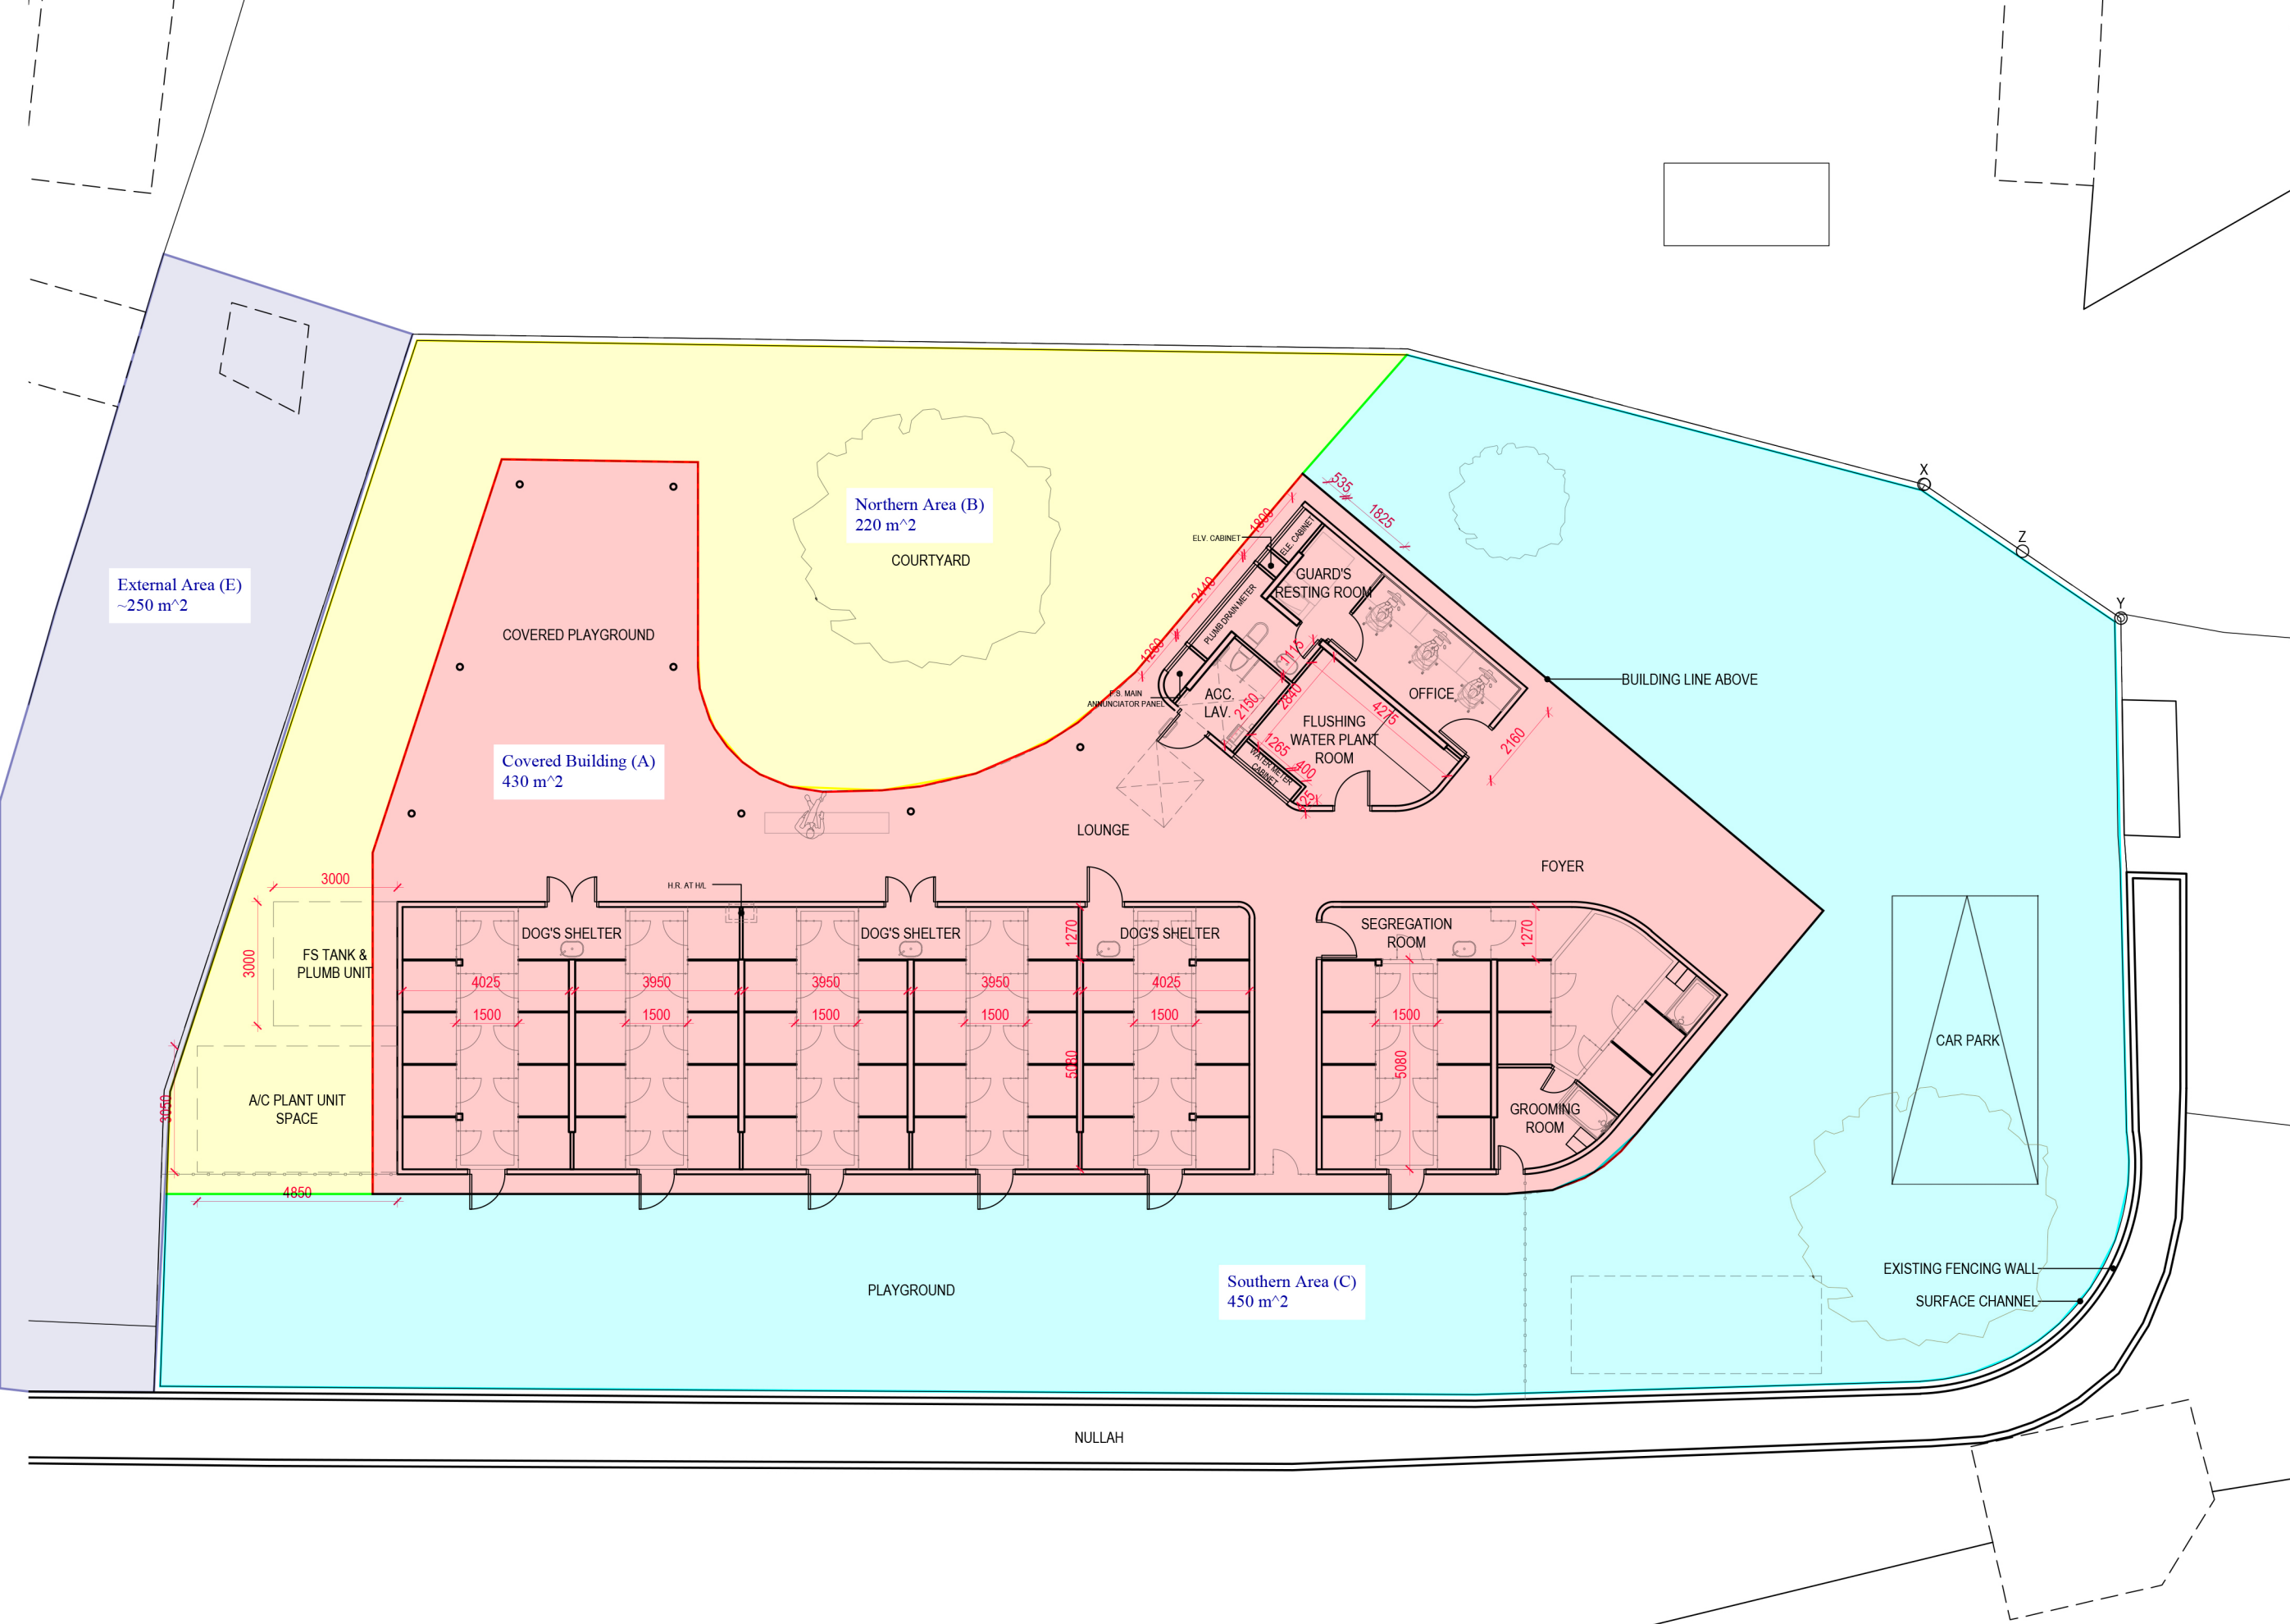 X
Z
Y
535
1825
1800
Northern Area (B)
220 m^2
COURTYARD
ELV. CABINET
ELE. CABINET
External Area (E)
~250 m^2
GUARD'S
RESTING ROOM
2440
PLUMB DRAIN METER
COVERED PLAYGROUND
1260
1115
F.S. MAIN
ANNUNCIATOR PANEL
ACC.
LAV.
2150
2840
4275
OFFICE
BUILDING LINE ABOVE
FLUSHING
WATER PLANT
ROOM
2160
1265
400
WATER METER
CABINET
525
Covered Building (A)
430 m^2
LOUNGE
FOYER
3000
H.R. AT H/L
DOG'S SHELTER
DOG'S SHELTER
DOG'S SHELTER
1270
SEGREGATION
ROOM
1270
3000
FS TANK &
PLUMB UNIT
4025
3950
3950
3950
4025
1500
1500
1500
1500
1500
1500
5080
5080
CAR PARK
3050
A/C PLANT UNIT
SPACE
GROOMING
ROOM
4850
PLAYGROUND
Southern Area (C)
450 m^2
EXISTING FENCING WALL
SURFACE CHANNEL
NULLAH